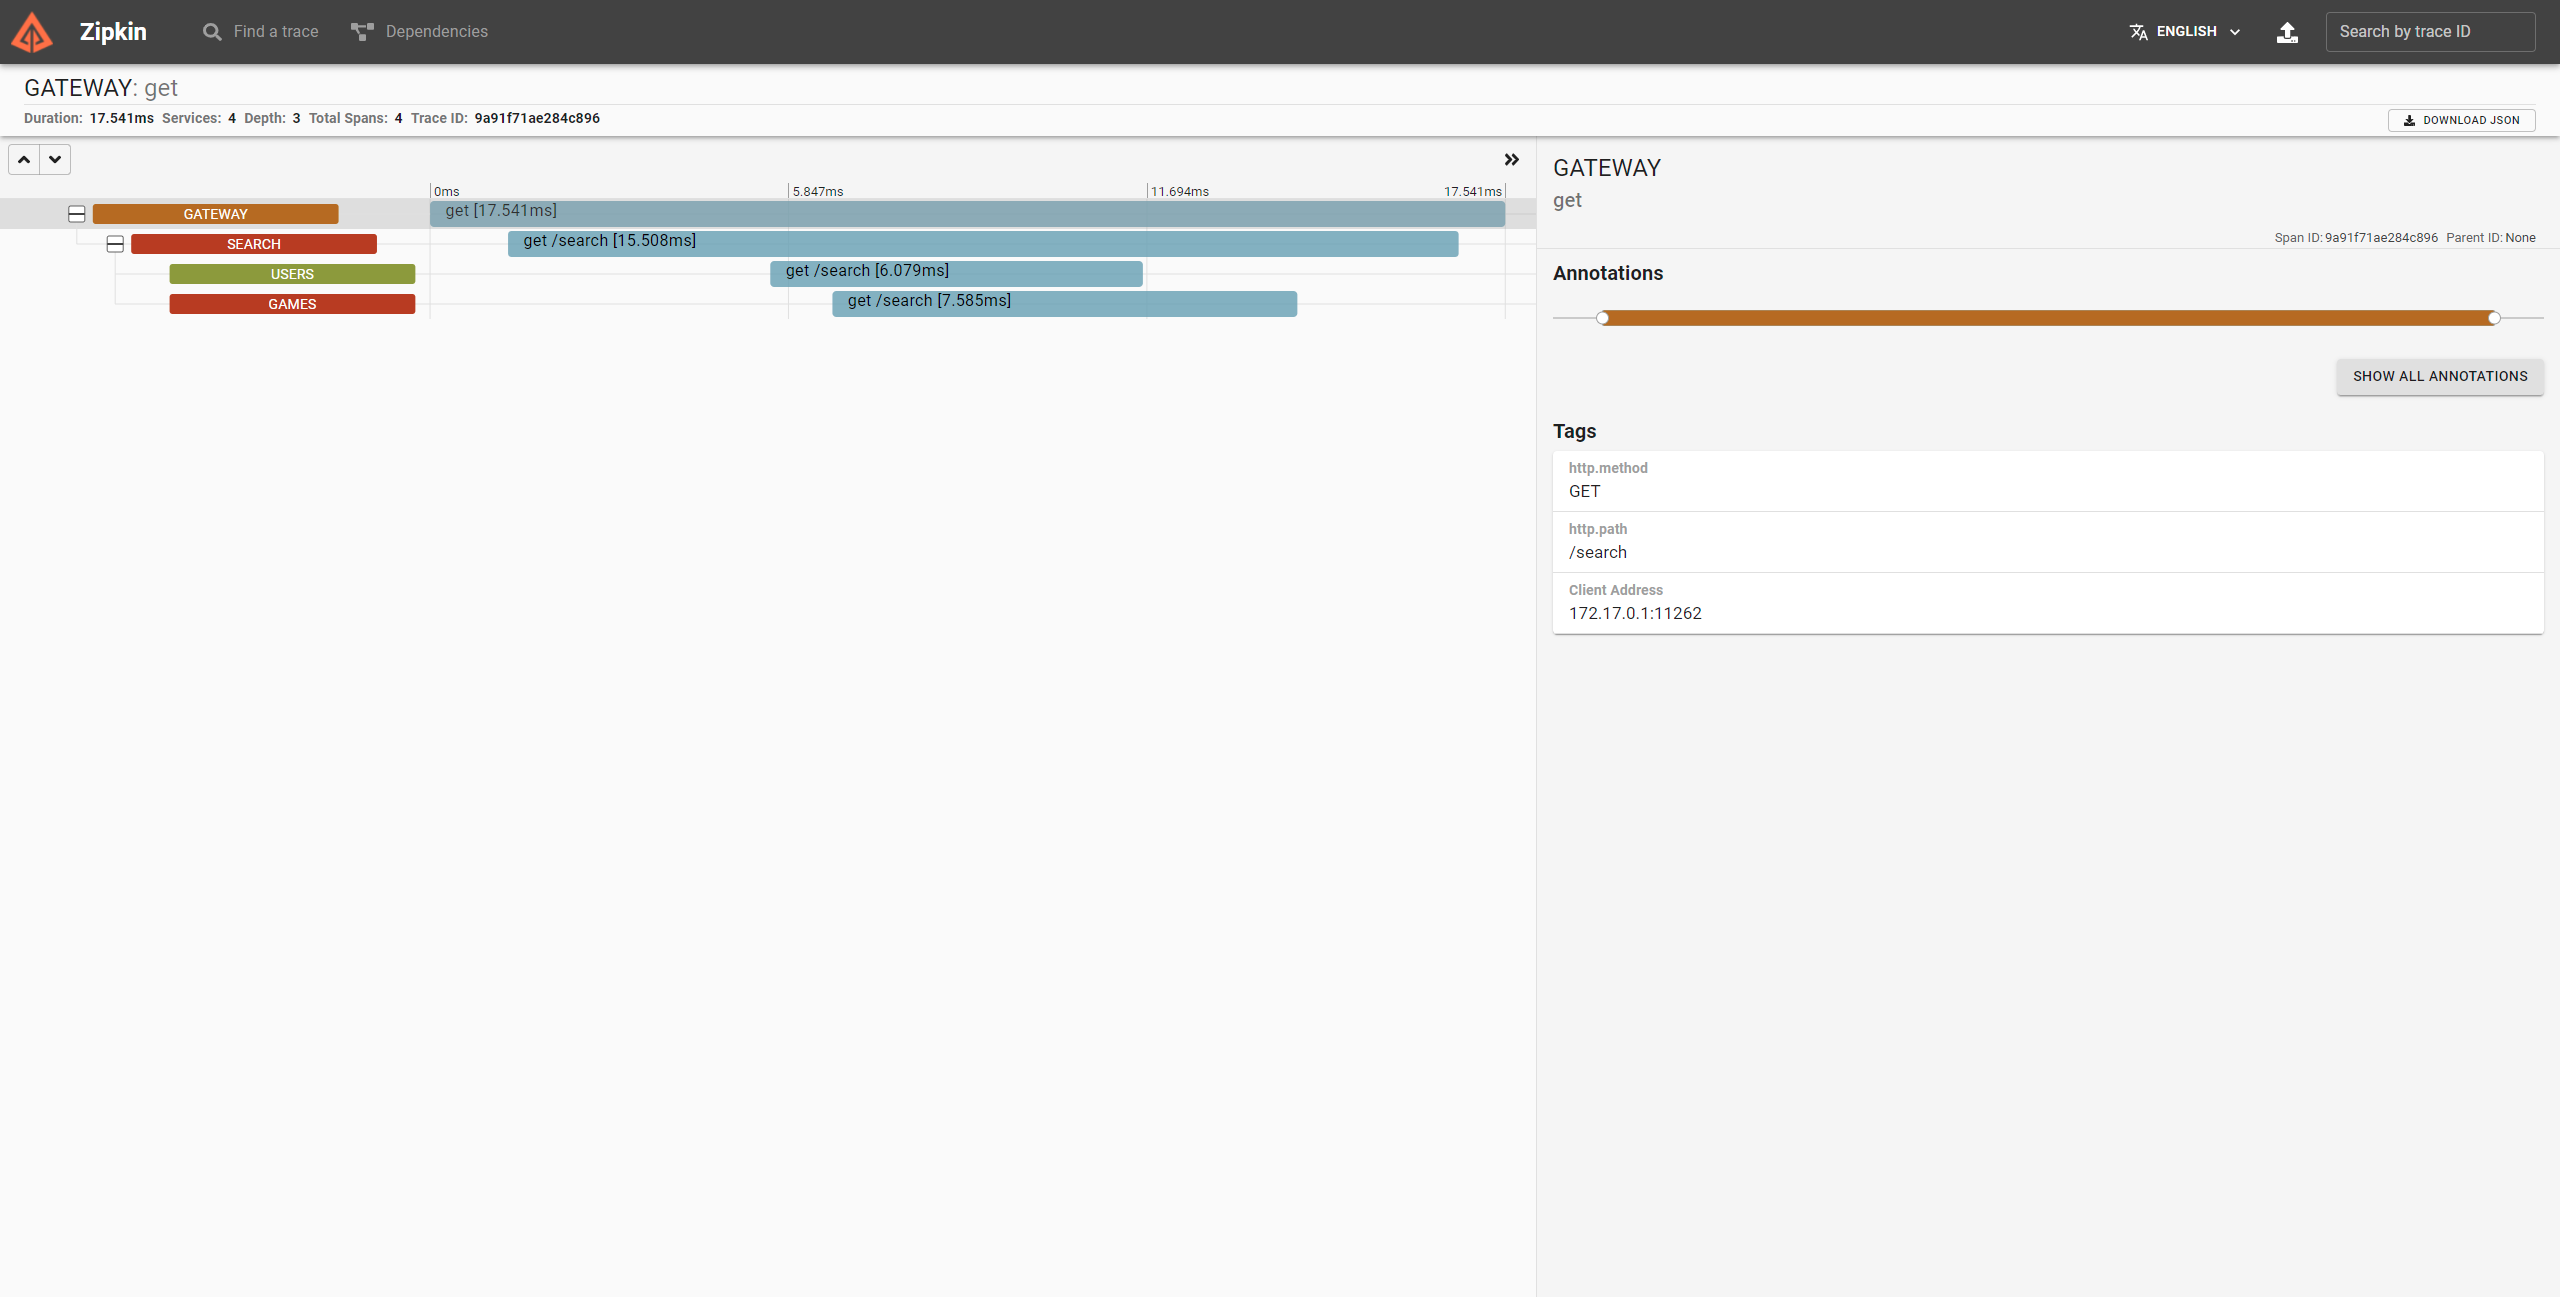 Zipkin Find a trace Dependencies ENGLISH Search by trace ID
GATEWAY: get
Duration: 17.541ms Services: 4 Depth: 3 Total Spans: 4 Trace ID: 9a91f71ae284c896 DOWNLOAD JSON
0ms 5.847ms 11.694ms 17.541ms
GATEWAY get [17.541ms]
SEARCH get /search [15.508ms]
USERS get /search [6.079ms]
GAMES get /search [7.585ms]
GATEWAY
get
Span ID: 9a91f71ae284c896 Parent ID: None
Annotations
SHOW ALL ANNOTATIONS
Tags
http.method
GET
http.path
/search
Client Address
172.17.0.1:11262